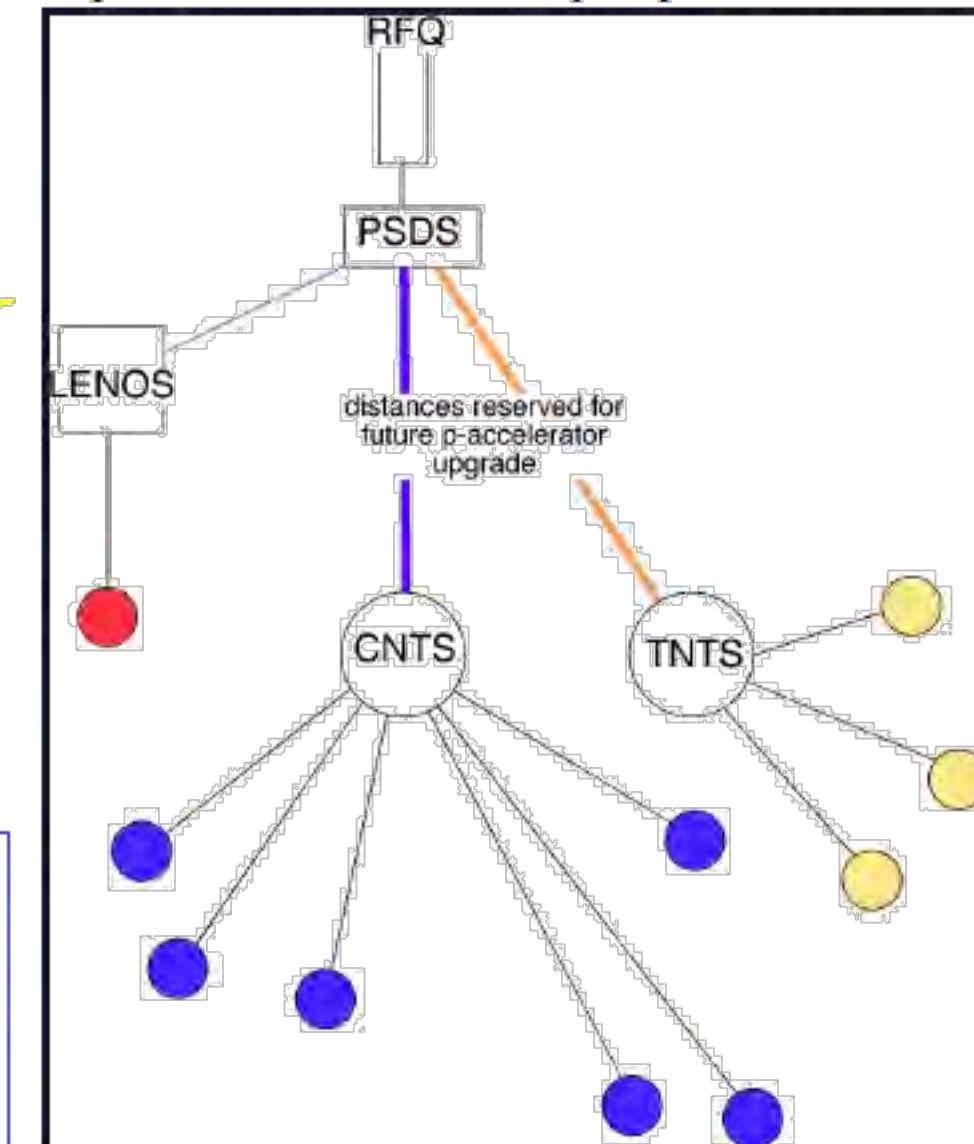 RFQ
PSDS
LENOS
distances reserved for
future p-accelerator
upgrade
CNTS
TNTS